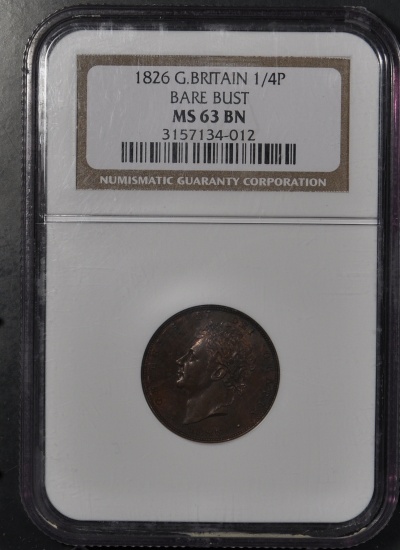 1826 G.BRITAIN 1/4P
BARE BUST
MS 63 BN
3157134-012
NUMISMATIC GUARANTY CORPORATION